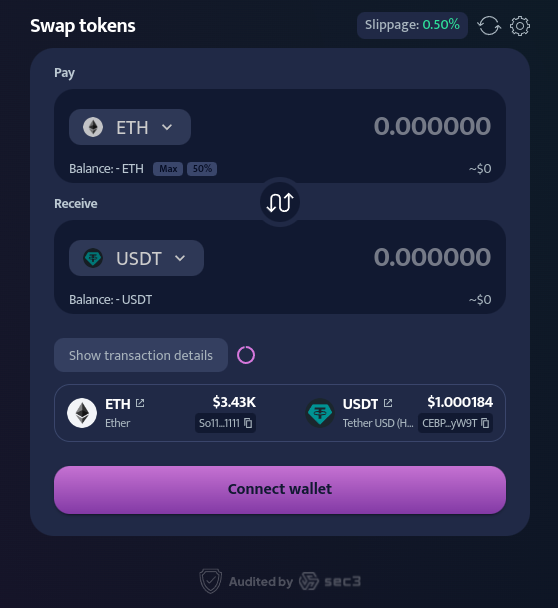 Swap tokens
Slippage: 0.50%
Pay
ETH 0.000000
Balance: - ETH Max 50% ~$0
Receive
USDT 0.000000
Balance: - USDT ~$0
Show transaction details
ETH $3.43K USDT $1.000184
Ether So11...1111 Tether USD (H... CEBP...yW9T
Connect wallet
Audited by sec3